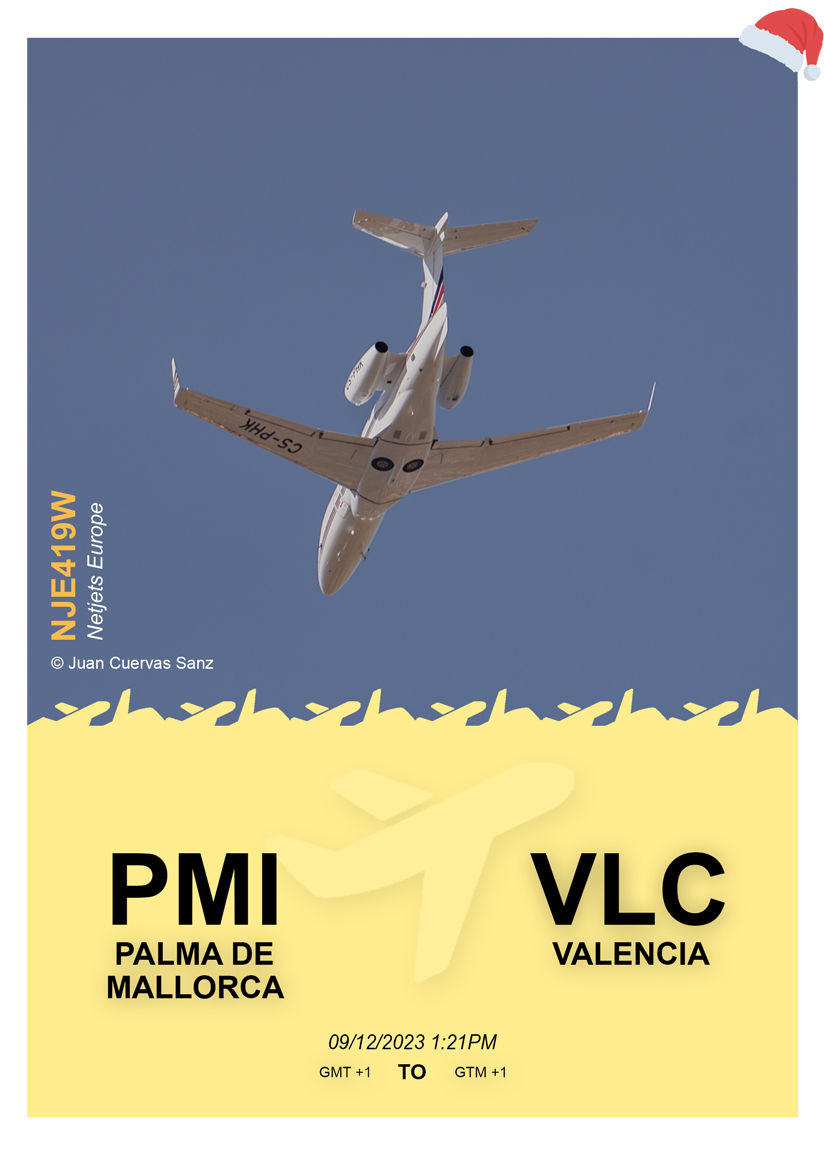 CS-PHK
NJE419W
Netjets Europe
© Juan Cuervas Sanz
PMI
PALMA DE
MALLORCA
VLC
VALENCIA
09/12/2023 1:21PM
GMT +1 TO GTM +1